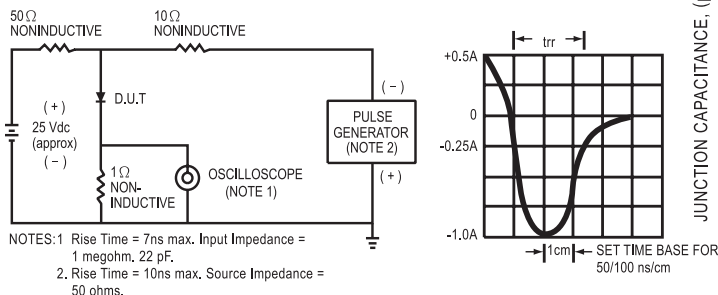 50Ω
NONINDUCTIVE
10Ω
NONINDUCTIVE
(+)
25 Vdc
(approx)
(−)
D.U.T
1Ω
NON-
INDUCTIVE
OSCILLOSCOPE
(NOTE 1)
(−)
PULSE
GENERATOR
(NOTE 2)
(+)
NOTES:1 Rise Time = 7ns max. Input Impedance =
1 megohm. 22 pF.
2. Rise Time = 10ns max. Source Impedance =
50 ohms.
trr
+0.5A
0
-0.25A
-1.0A
1cm
SET TIME BASE FOR
50/100 ns/cm
JUNCTION CAPACITANCE, (